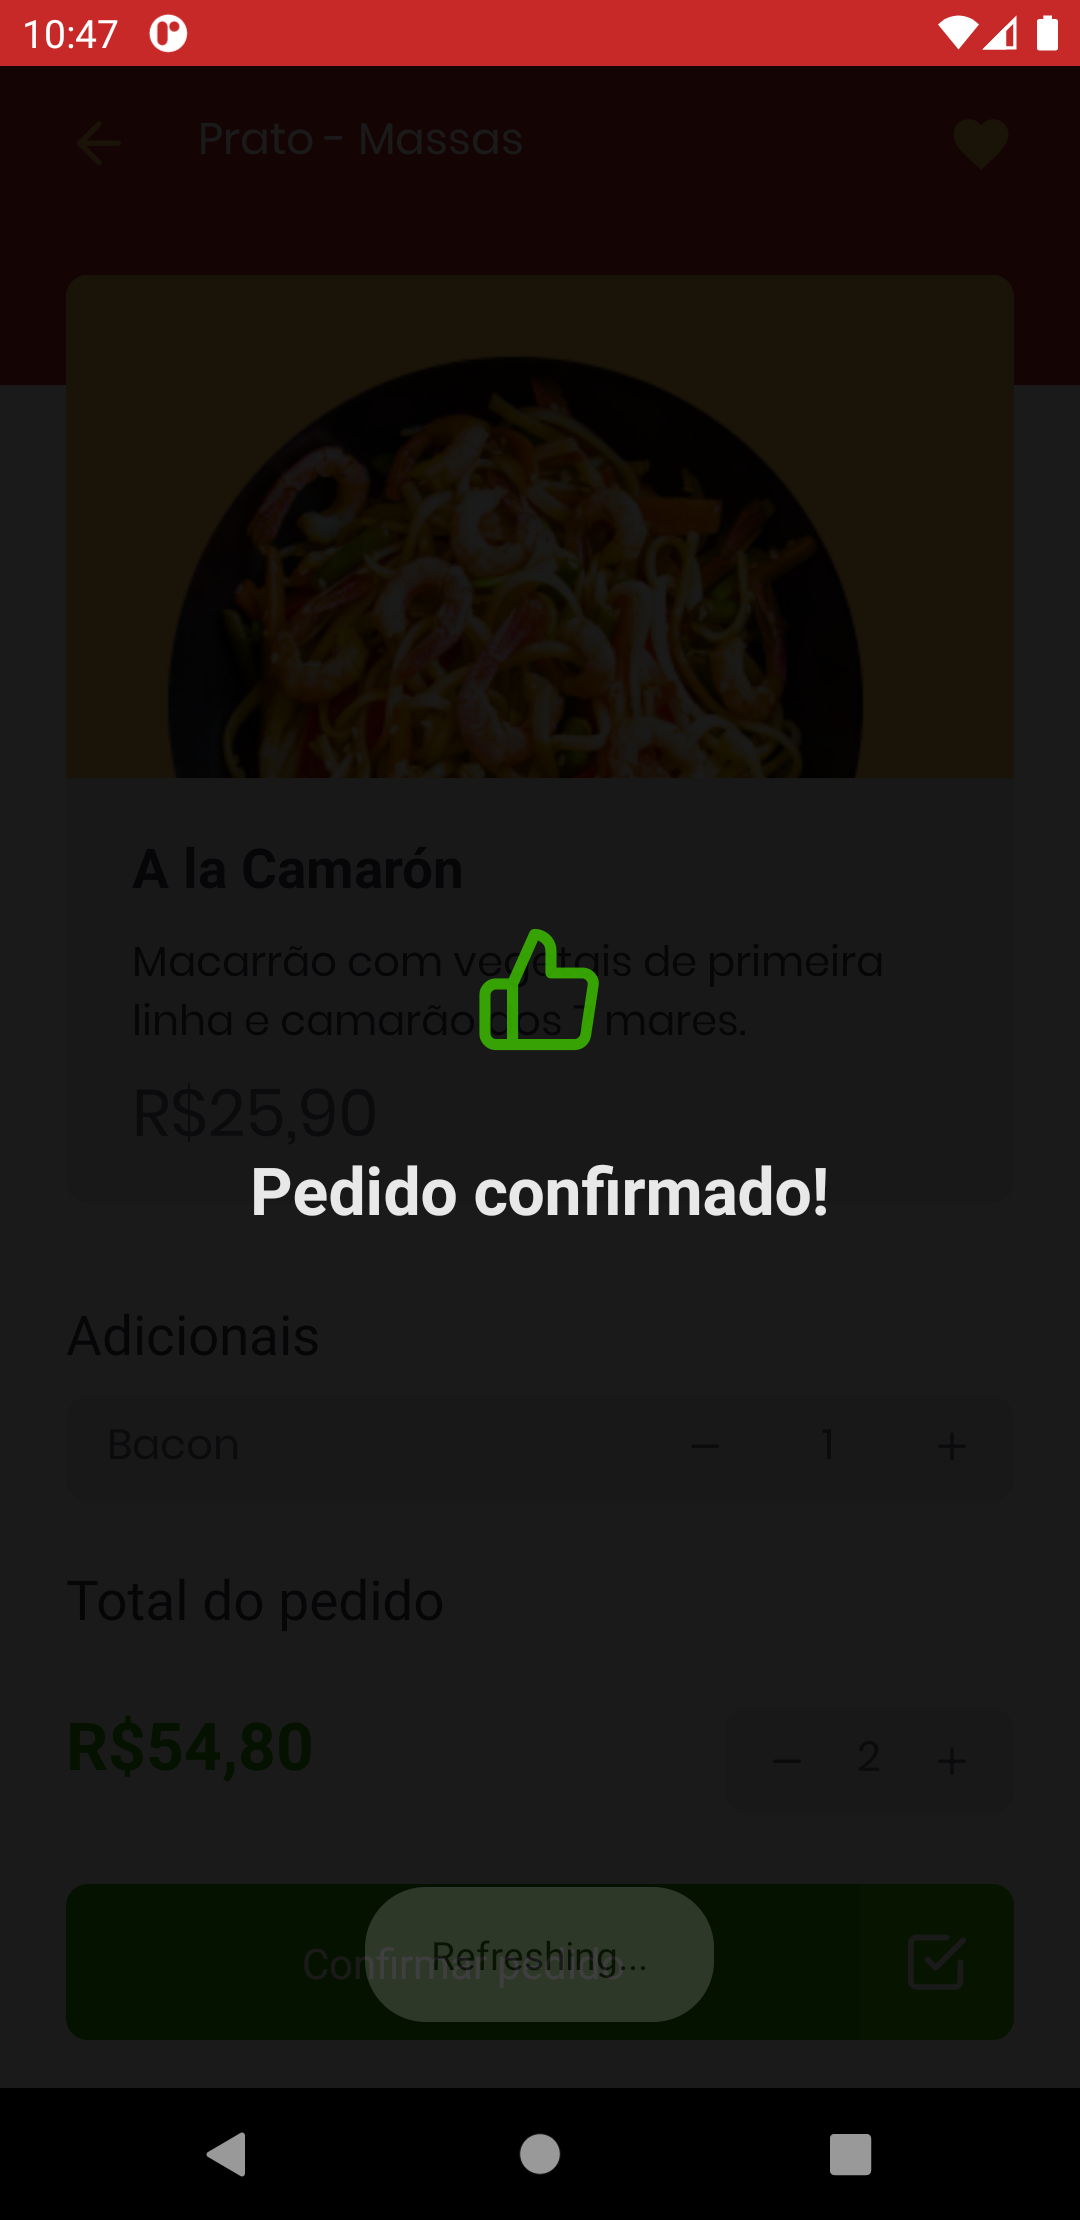 10:47
Prato - Massas
A la Camarón
Macarrão com vegetais de primeira
linha e camarão dos 7 mares.
R$25,90
Pedido confirmado!
Adicionais
Bacon
1
Total do pedido
R$54,80
2
Confirmar pedido
Refreshing...